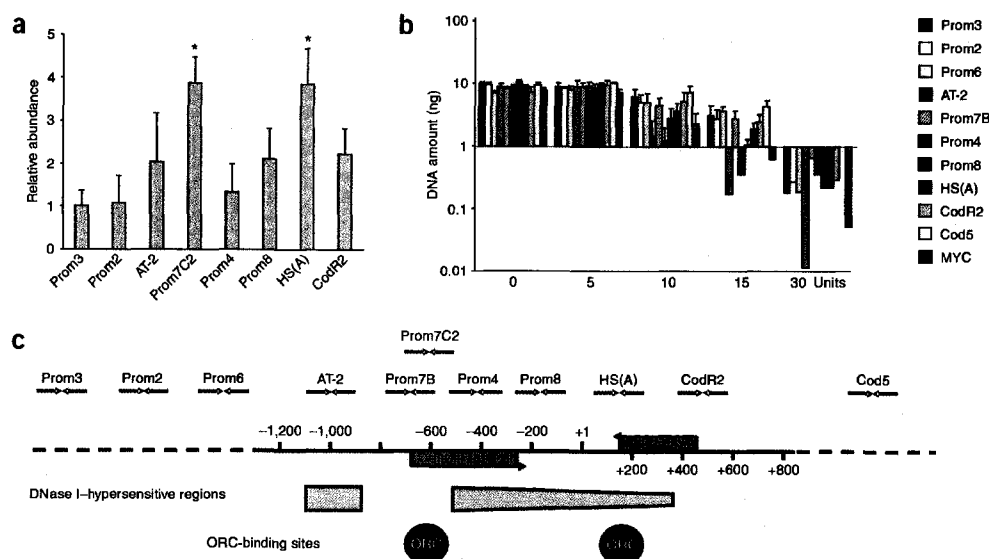 a
Relative abundance
5
4
3
2
1
0
*
*
Prom3
Prom2
AT-2
Prom7C2
Prom4
Prom8
HS(A)
CodR2
b
DNA amount (ng)
100
10
1
0.1
0.01
0 5 10 15 30 Units
Prom3
Prom2
Prom6
AT-2
Prom7B
Prom4
Prom8
HS(A)
CodR2
Cod5
MYC
c
Prom7C2
Prom3 Prom2 Prom6 AT-2 Prom7B Prom4 Prom8 HS(A) CodR2 Cod5
–1,200 –1,000 –600 –400 –200 +1
+200 +400 +600 +800
DNase I–hypersensitive regions
ORC-binding sites ORC ORC